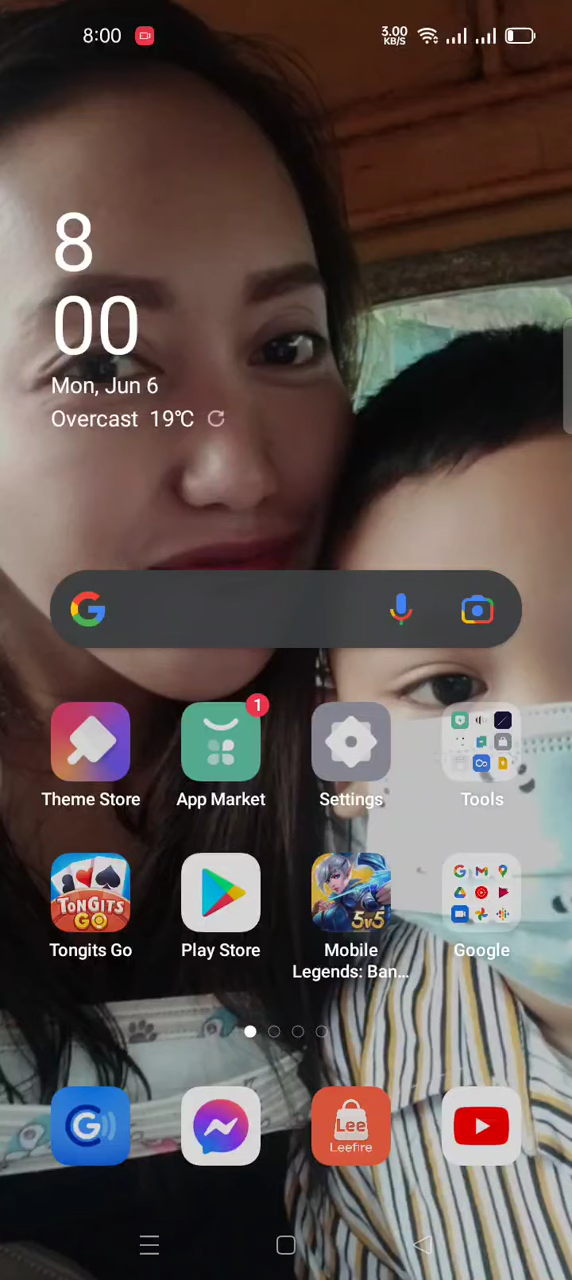 8:00
3.00
KB/S
8
00
Mon, Jun 6
Overcast 19℃
1
Theme Store
App Market
Settings
Tools
TONGITS
GO
5v5
Tongits Go
Play Store
Mobile
Legends: Ban...
Google
G
Lee
Leefire